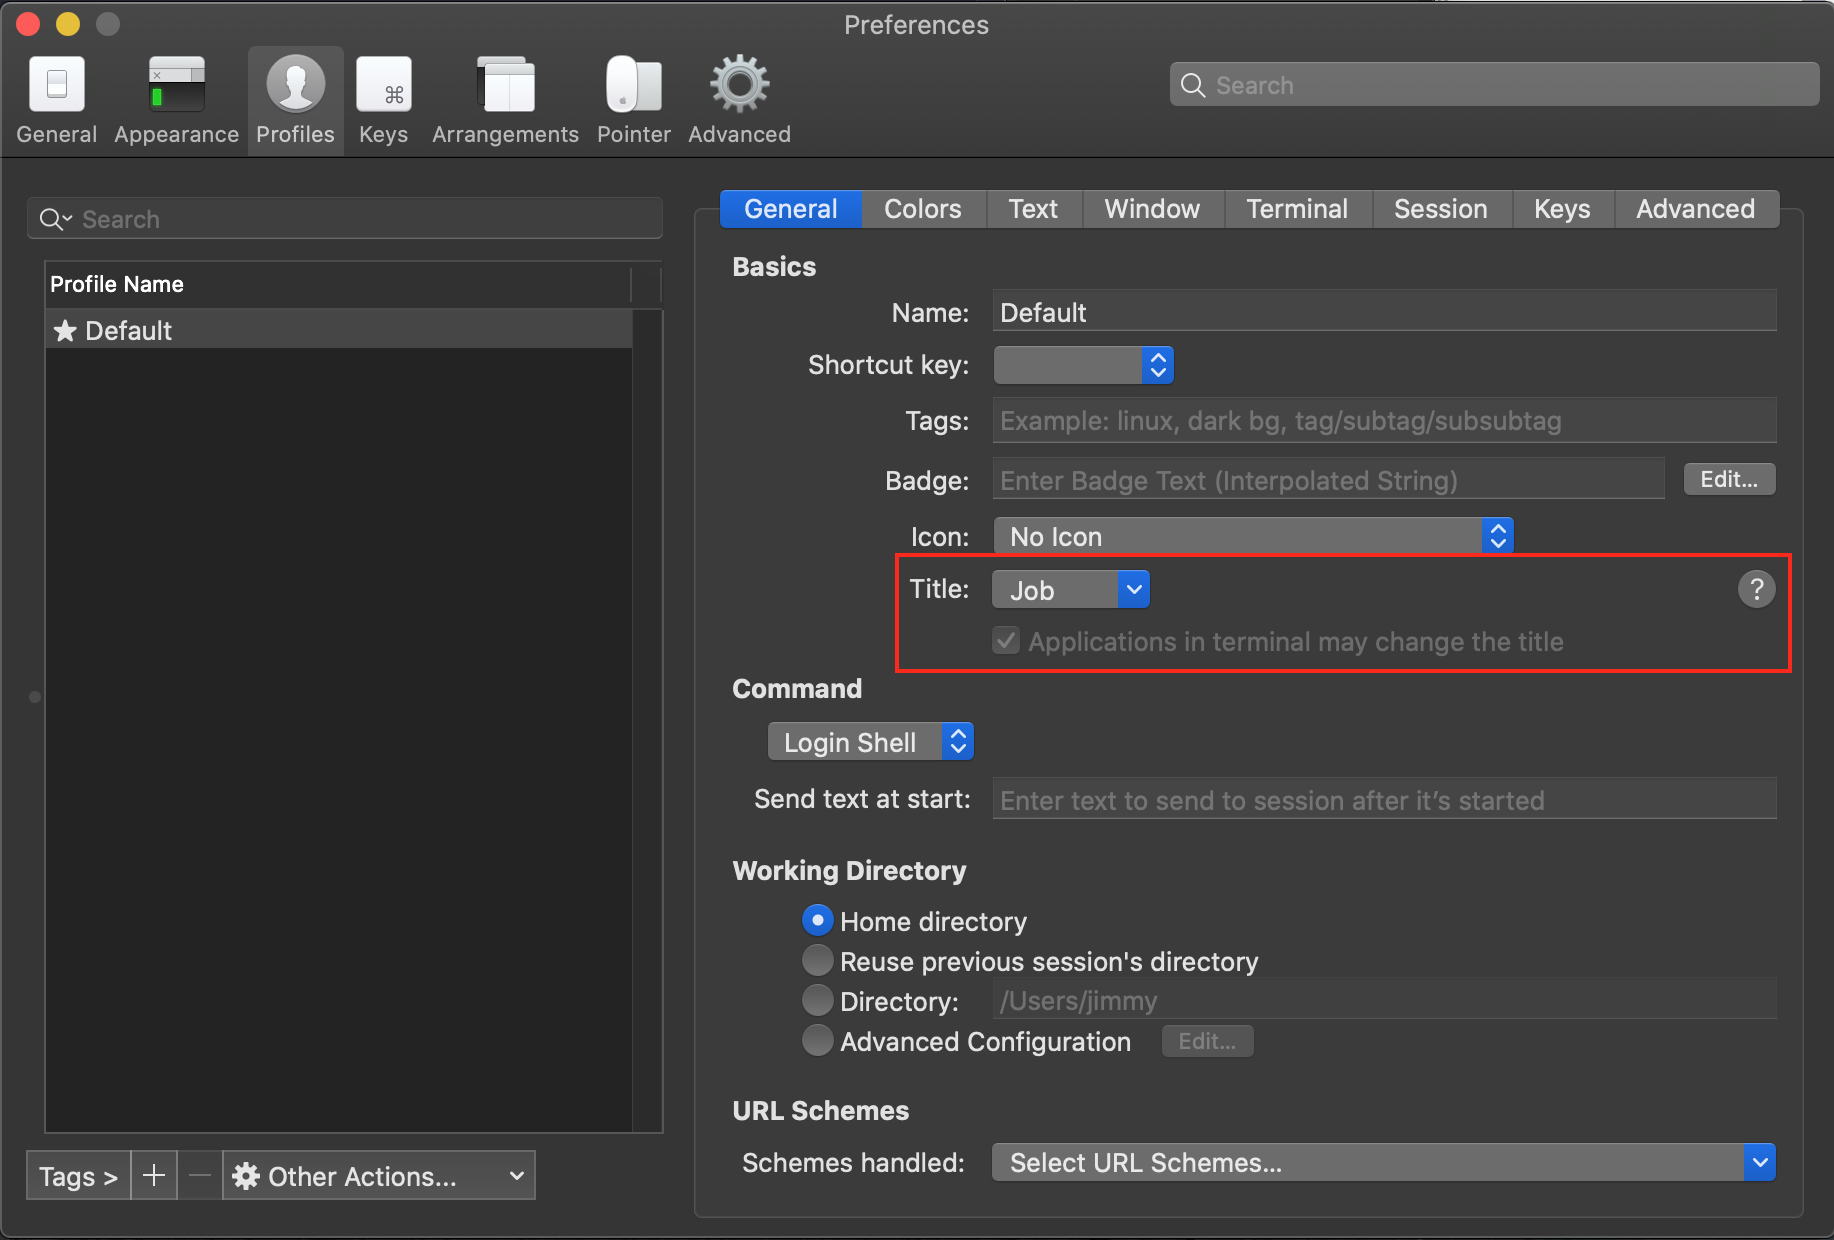 Preferences
General Appearance Profiles Keys Arrangements Pointer Advanced
Search
Search
Profile Name
Default
General Colors Text Window Terminal Session Keys Advanced
Basics
Name: Default
Shortcut key:
Tags: Example: linux, dark bg, tag/subtag/subsubtag
Badge: Enter Badge Text (Interpolated String) Edit...
Icon: No Icon
Title: Job ?
Applications in terminal may change the title
Command
Login Shell
Send text at start: Enter text to send to session after it’s started
Working Directory
Home directory
Reuse previous session's directory
Directory: /Users/jimmy
Advanced Configuration Edit...
URL Schemes
Schemes handled: Select URL Schemes...
Tags > + — Other Actions...